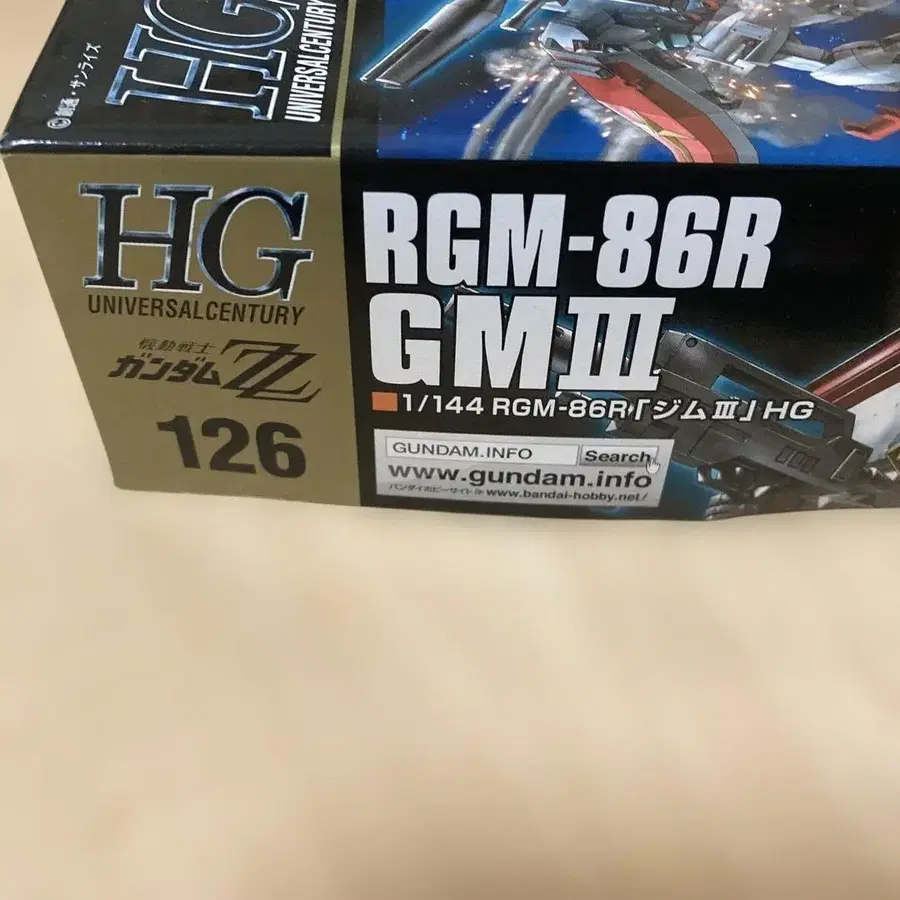 ©創通・サンライズ
HG
UNIVERSALCENTURY
HG
UNIVERSALCENTURY
機動戦士
ガンダムZZ
126
RGM-86R
GMIII
1/144 RGM-86R「ジムIII」HG
GUNDAM.INFO Search
www.gundam.info
バンダイホビーサイト www.bandai-hobby.net/